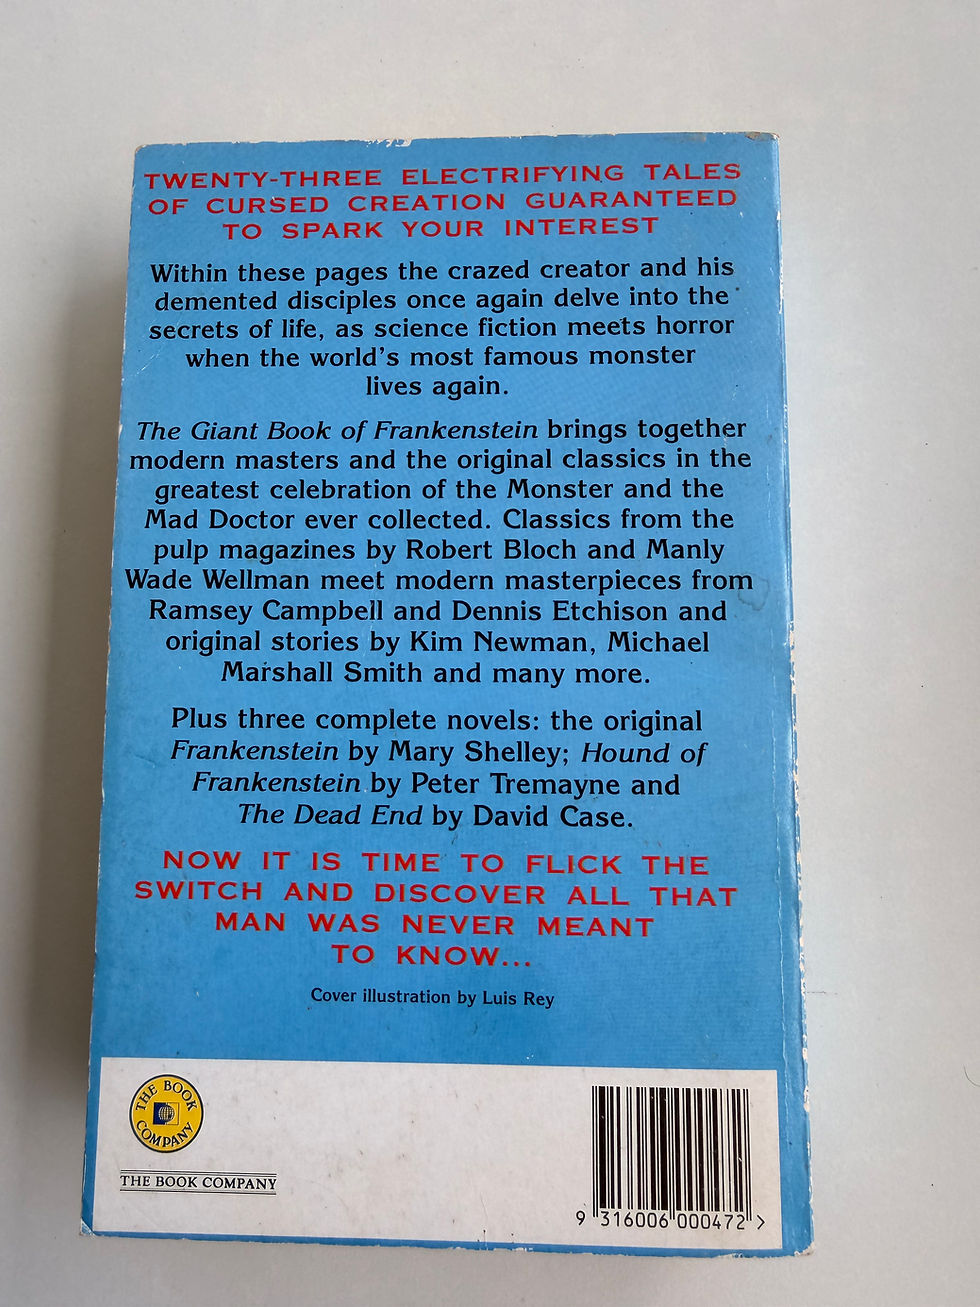 TWENTY-THREE ELECTRIFYING TALES
OF CURSED CREATION GUARANTEED
TO SPARK YOUR INTEREST
Within these pages the crazed creator and his
demented disciples once again delve into the
secrets of life, as science fiction meets horror
when the world's most famous monster
lives again.
The Giant Book of Frankenstein brings together
modern masters and the original classics in the
greatest celebration of the Monster and the
Mad Doctor ever collected. Classics from the
pulp magazines by Robert Bloch and Manly
Wade Wellman meet modern masterpieces from
Ramsey Campbell and Dennis Etchison and
original stories by Kim Newman, Michael
Marshall Smith and many more.
Plus three complete novels: the original
Frankenstein by Mary Shelley; Hound of
Frankenstein by Peter Tremayne and
The Dead End by David Case.
NOW IT IS TIME TO FLICK THE
SWITCH AND DISCOVER ALL THAT
MAN WAS NEVER MEANT
TO KNOW...
Cover illustration by Luis Rey
THE BOOK
COMPANY
THE BOOK COMPANY
9 316006 000472 >